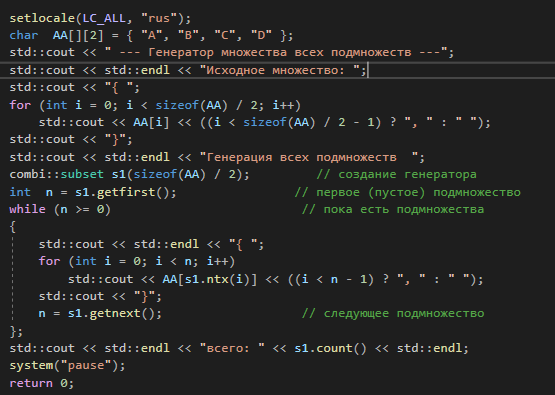 setlocale(LC_ALL, "rus");
char  AA[][2] = { "A", "B", "C", "D" };
std::cout << " --- Генератор множества всех подмножеств ---";
std::cout << std::endl << "Исходное множество: ";
std::cout << "{ ";
for (int i = 0; i < sizeof(AA) / 2; i++)
    std::cout << AA[i] << ((i < sizeof(AA) / 2 - 1) ? ", " : " ");
std::cout << "}";
std::cout << std::endl << "Генерация всех подмножеств  ";
combi::subset s1(sizeof(AA) / 2);         // создание генератора
int  n = s1.getfirst();                // первое (пустое) подмножество
while (n >= 0)                          // пока есть подмножества
{
    std::cout << std::endl << "{ ";
    for (int i = 0; i < n; i++)
        std::cout << AA[s1.ntx(i)] << ((i < n - 1) ? ", " : " ");
    std::cout << "}";
    n = s1.getnext();                   // следующее подмножество
};
std::cout << std::endl << "всего: " << s1.count() << std::endl;
system("pause");
return 0;